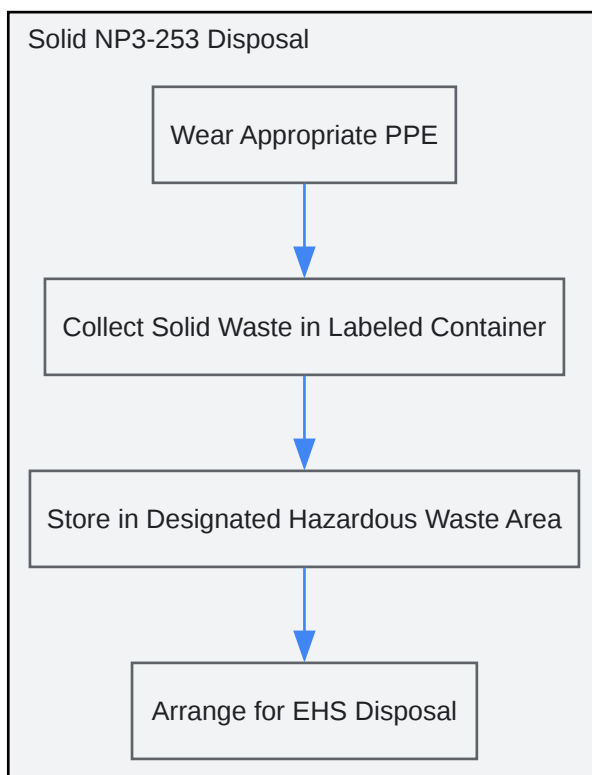 Solid NP3-253 Disposal
Wear Appropriate PPE
Collect Solid Waste in Labeled Container
Store in Designated Hazardous Waste Area
Arrange for EHS Disposal